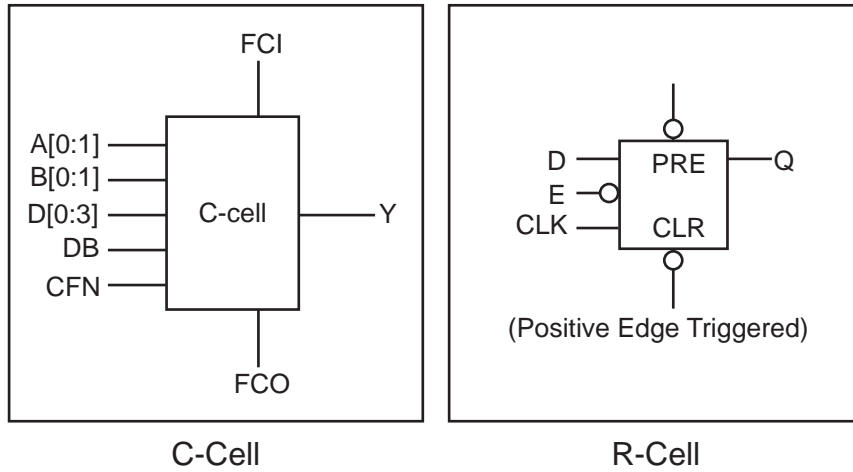 FCI
A[0:1]
B[0:1]
D[0:3]
DB
CFN
C-cell
Y
FCO
C-Cell
D
E
CLK
PRE
CLR
Q
(Positive Edge Triggered)
R-Cell